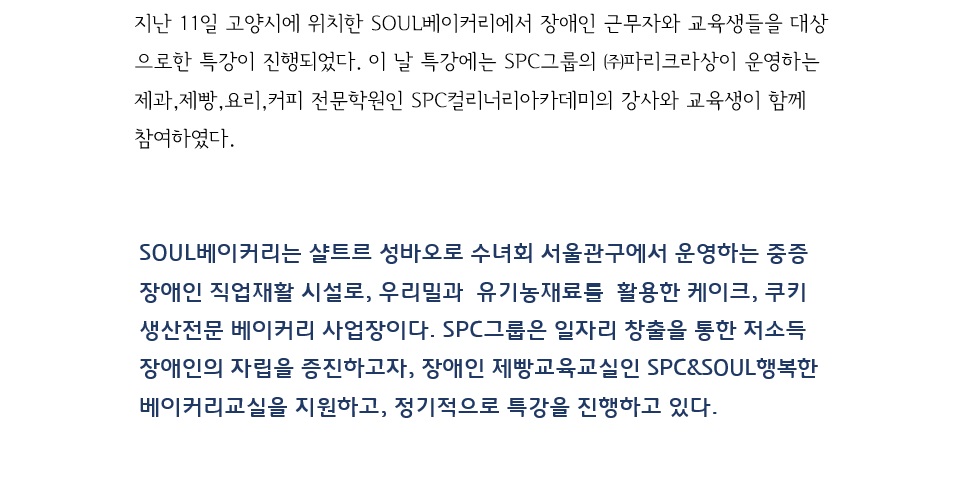 지난 11일 고양시에 위치한 SOUL베이커리에서 장애인 근무자와 교육생들을 대상
으로한 특강이 진행되었다. 이 날 특강에는 SPC그룹의 ㈜파리크라상이 운영하는
제과,제빵,요리,커피 전문학원인 SPC컬리너리아카데미의 강사와 교육생이 함께
참여하였다.
SOUL베이커리는 샬트르 성바오로 수녀회 서울관구에서 운영하는 중증
장애인 직업재활 시설로, 우리밀과 유기농재료를 활용한 케이크, 쿠키
생산전문 베이커리 사업장이다. SPC그룹은 일자리 창출을 통한 저소득
장애인의 자립을 증진하고자, 장애인 제빵교육교실인 SPC&SOUL행복한
베이커리교실을 지원하고, 정기적으로 특강을 진행하고 있다.